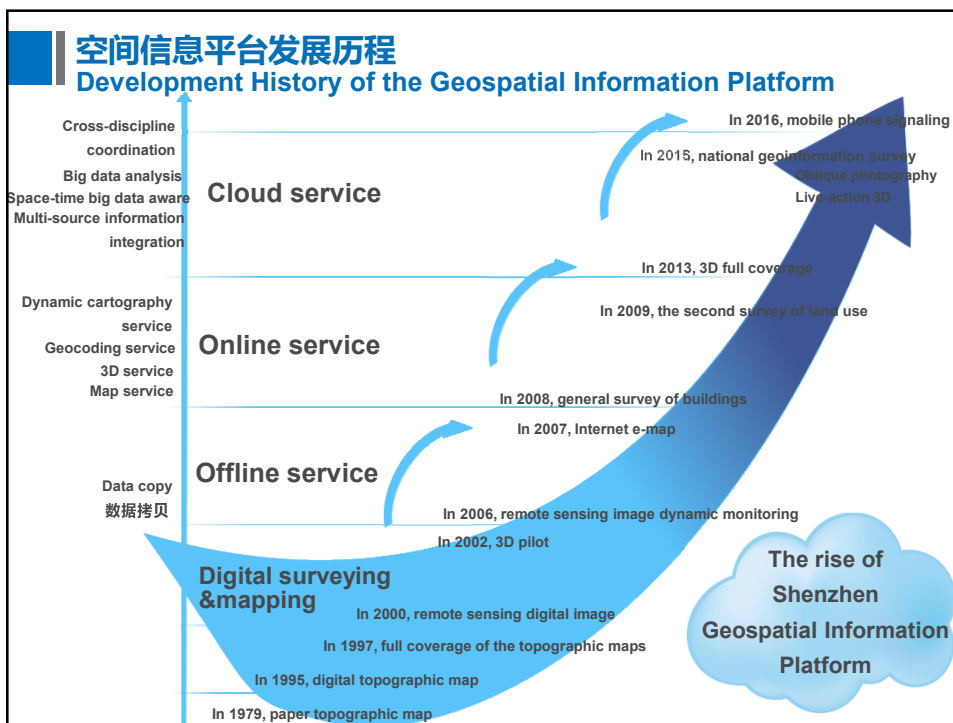 空间信息平台发展历程
Development History of the Geospatial Information Platform
Cross-discipline
coordination
Big data analysis
Space-time big data aware
Multi-source information
integration
Cloud service
In 2016, mobile phone signaling
In 2015, national geoinformation survey
Oblique photography
Live-action 3D
Dynamic cartography
service
Geocoding service
3D service
Map service
Online service
In 2013, 3D full coverage
In 2009, the second survey of land use
In 2008, general survey of buildings
In 2007, Internet e-map
Data copy
数据拷贝
Offline service
In 2006, remote sensing image dynamic monitoring
In 2002, 3D pilot
Digital surveying
&mapping
In 2000, remote sensing digital image
In 1997, full coverage of the topographic maps
In 1995, digital topographic map
In 1979, paper topographic map
The rise of
Shenzhen
Geospatial Information
Platform